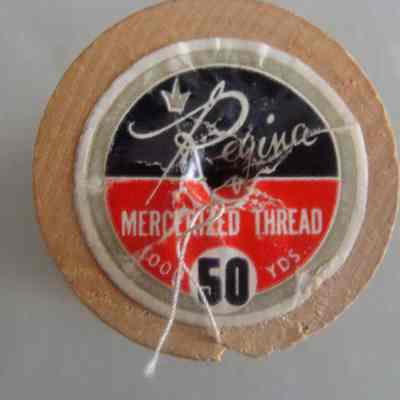 Regina
MERCERIZED THREAD
50
YDS